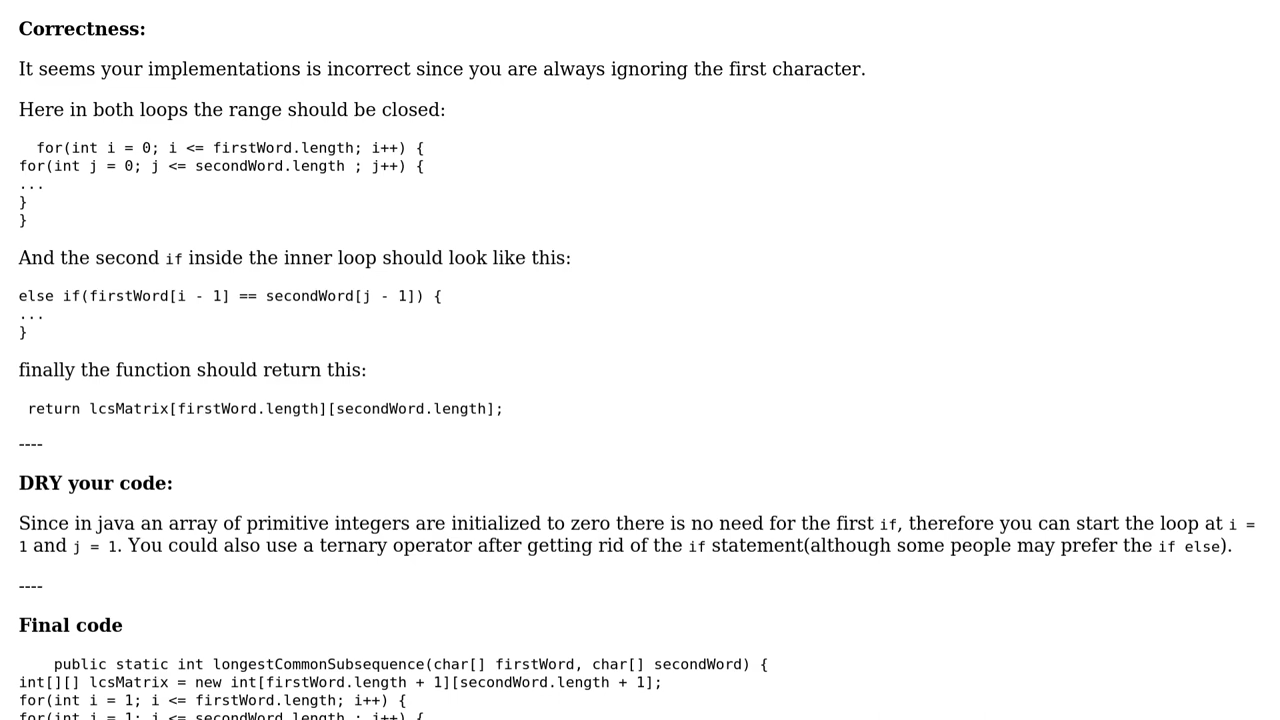 Correctness:
It seems your implementations is incorrect since you are always ignoring the first character.
Here in both loops the range should be closed:
for(int i = 0; i <= firstWord.length; i++) {
for(int j = 0; j <= secondWord.length ; j++) {
...
}
}
And the second if inside the inner loop should look like this:
else if(firstWord[i - 1] == secondWord[j - 1]) {
...
}
finally the function should return this:
return lcsMatrix[firstWord.length][secondWord.length];
----
DRY your code:
Since in java an array of primitive integers are initialized to zero there is no need for the first if, therefore you can start the loop at i =
1 and j = 1. You could also use a ternary operator after getting rid of the if statement(although some people may prefer the if else).
----
Final code
public static int longestCommonSubsequence(char[] firstWord, char[] secondWord) {
int[][] lcsMatrix = new int[firstWord.length + 1][secondWord.length + 1];
for(int i = 1; i <= firstWord.length; i++) {
for(int j = 1; j <= secondWord.length ; j++) {